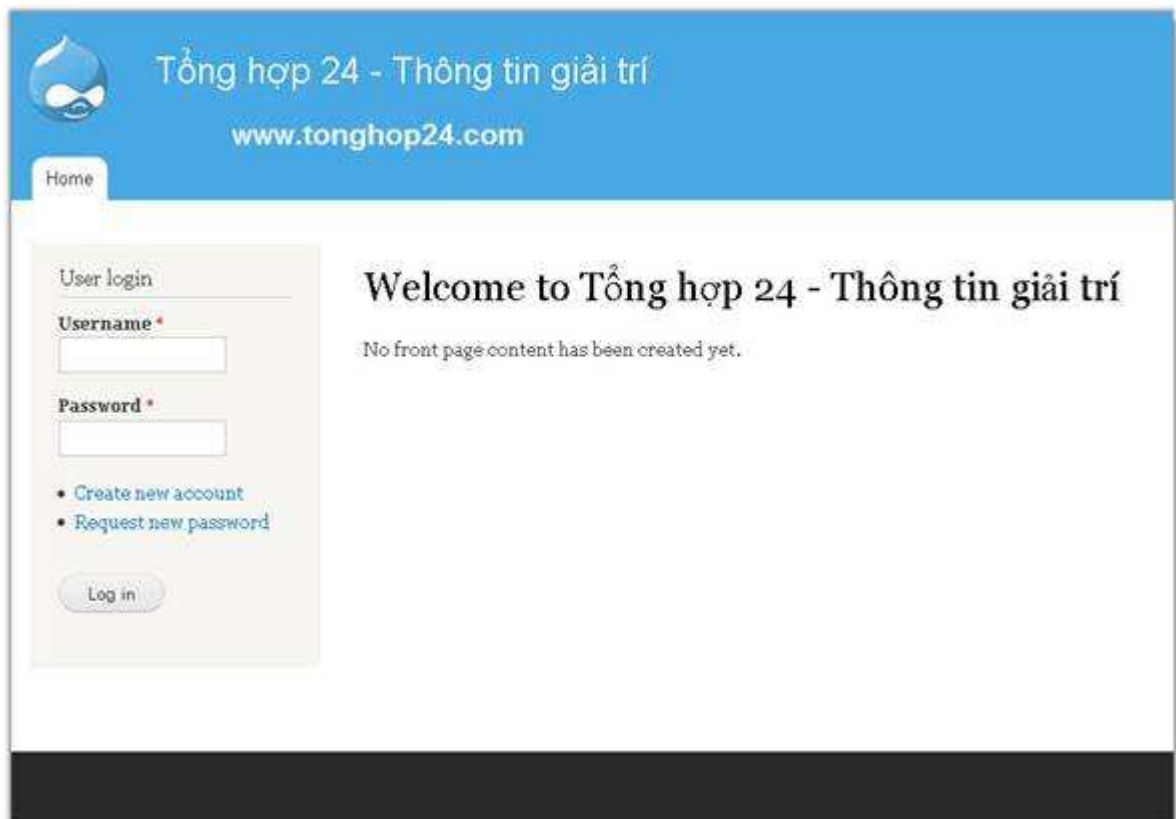 Tổng hợp 24 - Thông tin giải trí
www.tonghop24.com
Home
User login
Username *
Password *
• Create new account
• Request new password
Log in
Welcome to Tổng hợp 24 - Thông tin giải trí
No front page content has been created yet.